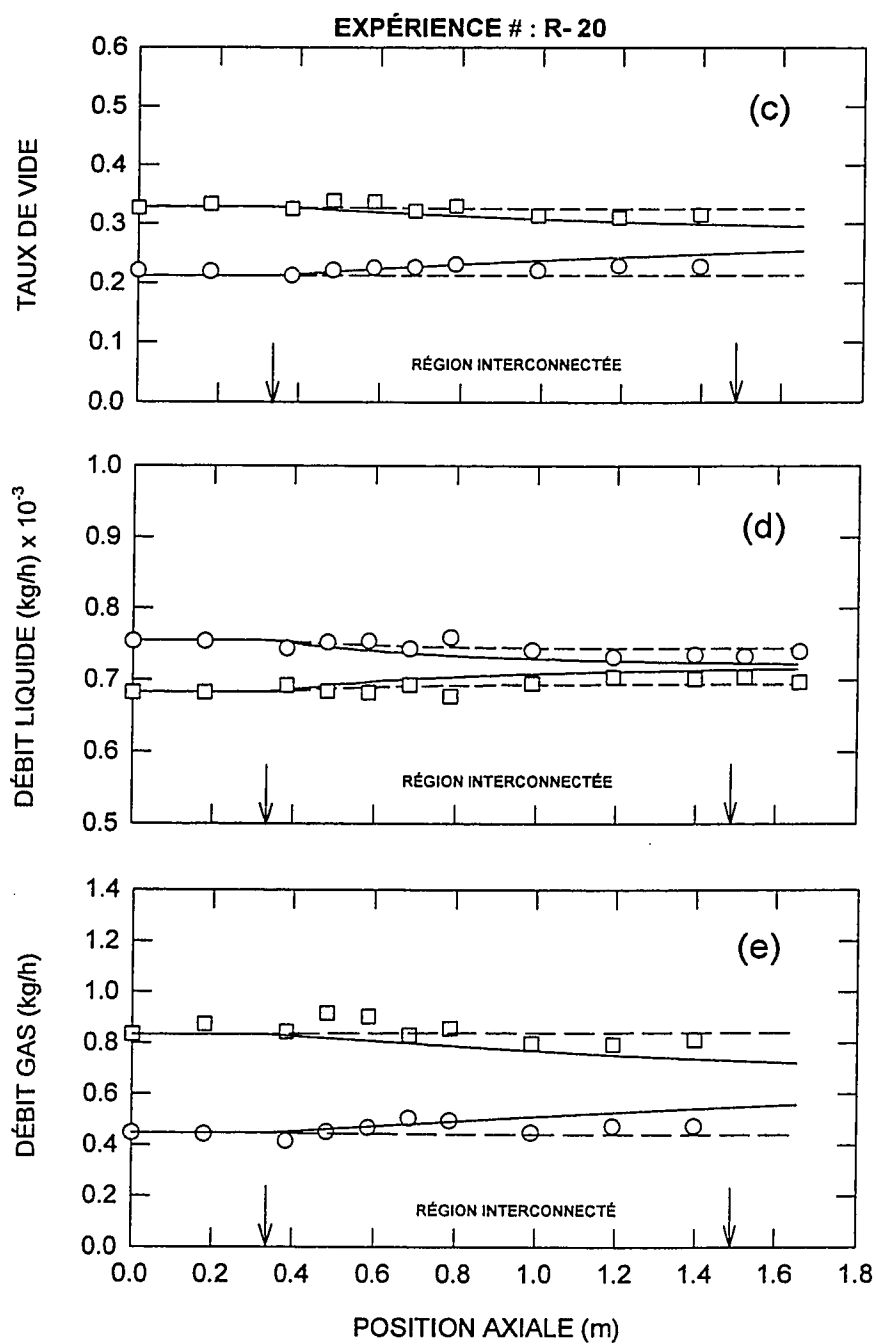 EXPÉRIENCE # : R- 20
0.6
0.5
0.4
0.3
0.2
0.1
0.0
TAUX DE VIDE
(c)
RÉGION INTERCONNECTÉE
1.0
0.9
0.8
0.7
0.6
0.5
DÉBIT LIQUIDE (kg/h) x 10⁻³
(d)
RÉGION INTERCONNECTÉE
1.4
1.2
1.0
0.8
0.6
0.4
0.2
0.0
DÉBIT GAS (kg/h)
(e)
RÉGION INTERCONNECTÉ
0.0 0.2 0.4 0.6 0.8 1.0 1.2 1.4 1.6 1.8
POSITION AXIALE (m)